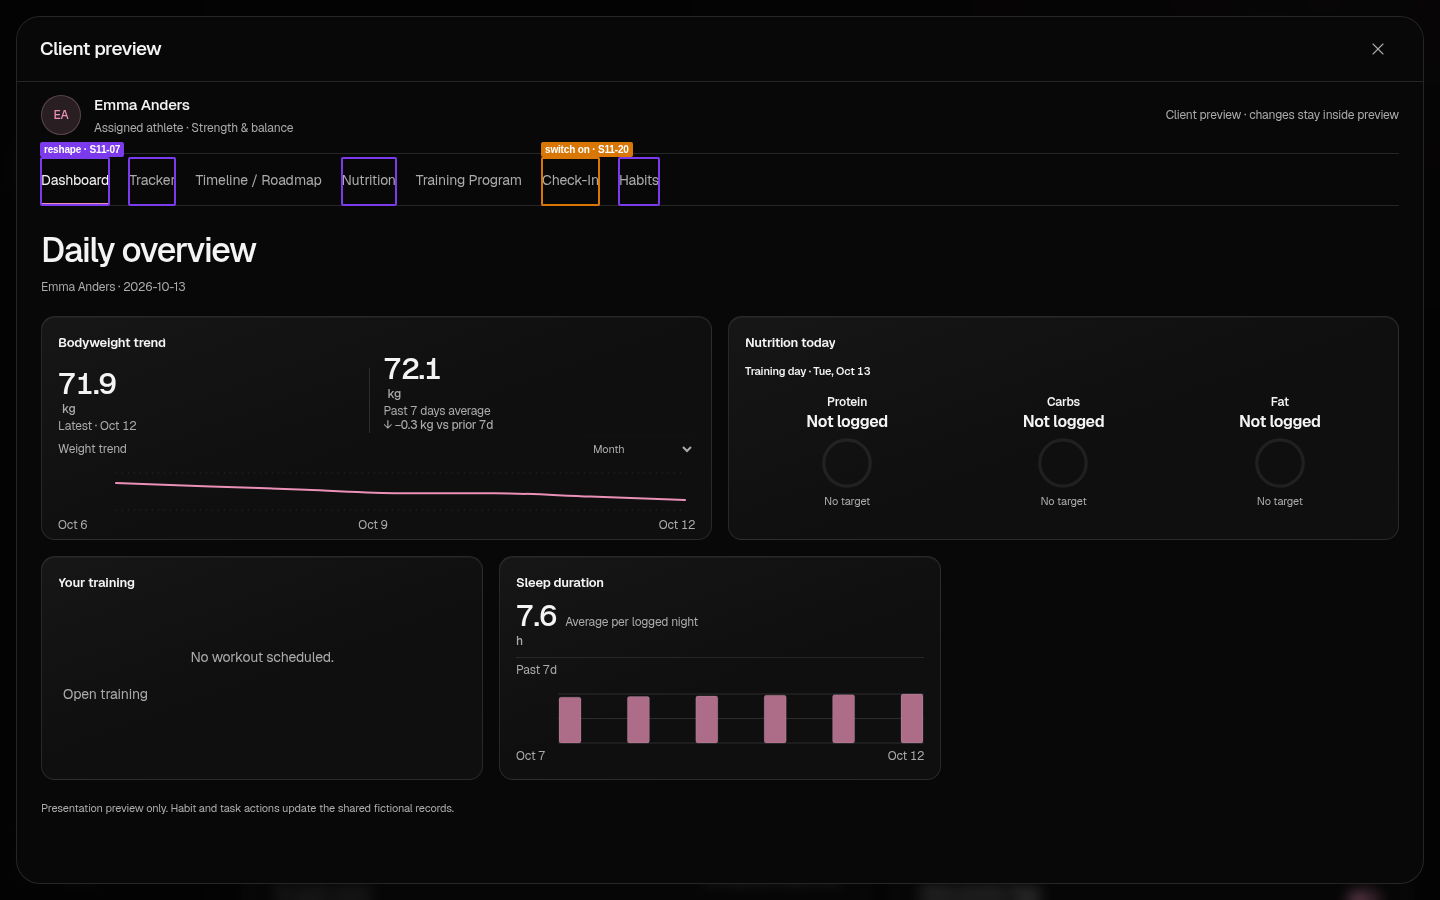 Client preview
EA
Emma Anders
Assigned athlete · Strength & balance
Client preview · changes stay inside preview
reshape · S11-07
switch on · S11-20
Dashboard Tracker Timeline / Roadmap Nutrition Training Program Check-In Habits
Daily overview
Emma Anders · 2026-10-13
Bodyweight trend
71.9
kg
Latest · Oct 12
72.1
kg
Past 7 days average
↓ −0.3 kg vs prior 7d
Weight trend
Month
Oct 6 Oct 9 Oct 12
Nutrition today
Training day · Tue, Oct 13
Protein Carbs Fat
Not logged Not logged Not logged
No target No target No target
Your training
No workout scheduled.
Open training
Sleep duration
7.6 Average per logged night
h
Past 7d
Oct 7 Oct 12
Presentation preview only. Habit and task actions update the shared fictional records.